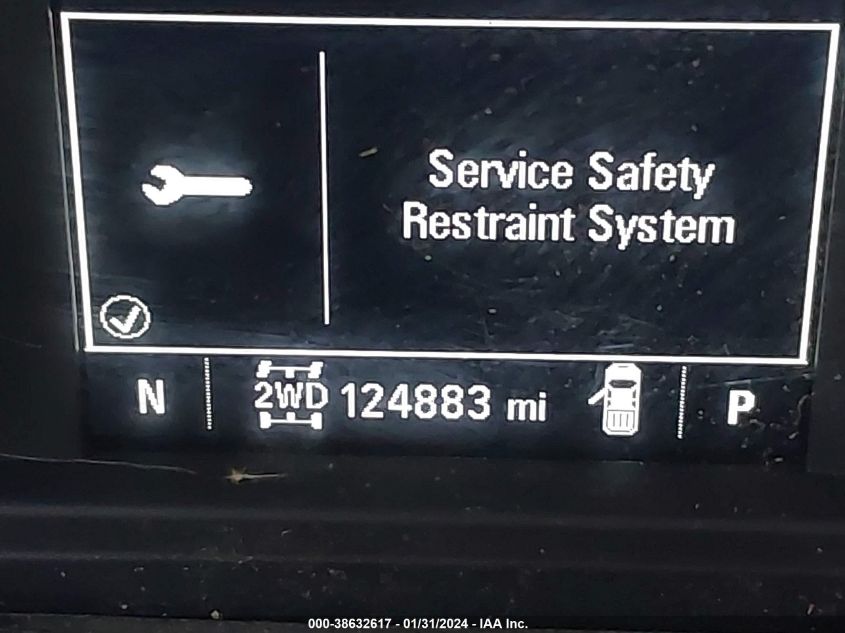 Service Safety
Restraint System
N 2WD 124883 mi P
000-38632617 - 01/31/2024 - IAA Inc.